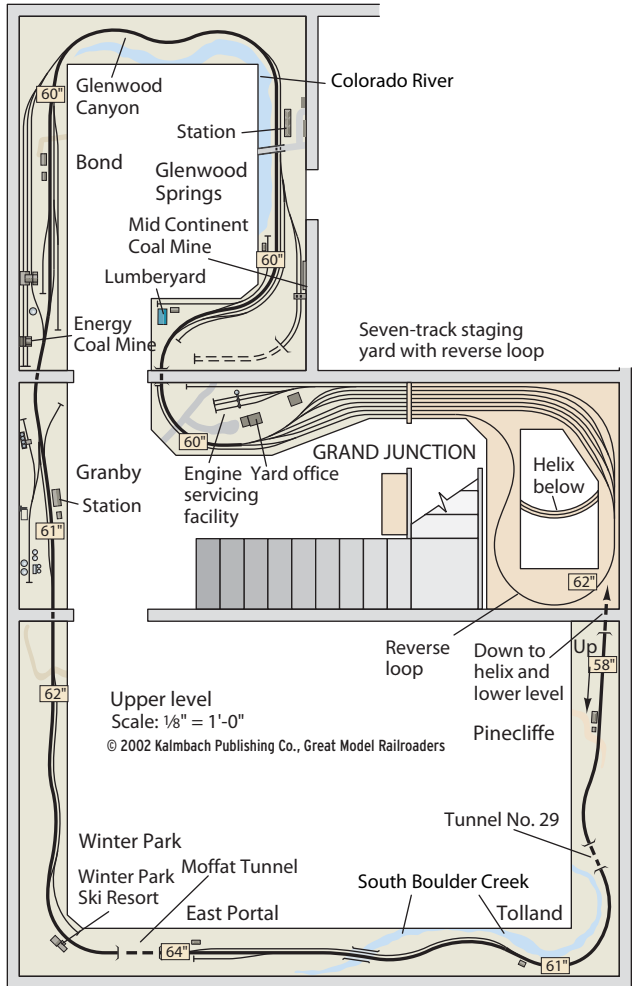 Glenwood
Canyon
Colorado River
60"
Station
Bond
Glenwood
Springs
Mid Continent
Coal Mine
60"
Lumberyard
Energy
Coal Mine
Seven-track staging
yard with reverse loop
60"
GRAND JUNCTION
Granby
Engine
servicing
facility
Yard office
Helix
below
Station
61"
62"
Reverse
loop
Down to
helix and
lower level
Up
58"
62"
Upper level
Scale: ⅛" = 1'-0"
© 2002 Kalmbach Publishing Co., Great Model Railroaders
Pinecliffe
Tunnel No. 29
Winter Park
Winter Park
Ski Resort
Moffat Tunnel
South Boulder Creek
East Portal
Tolland
64"
61"